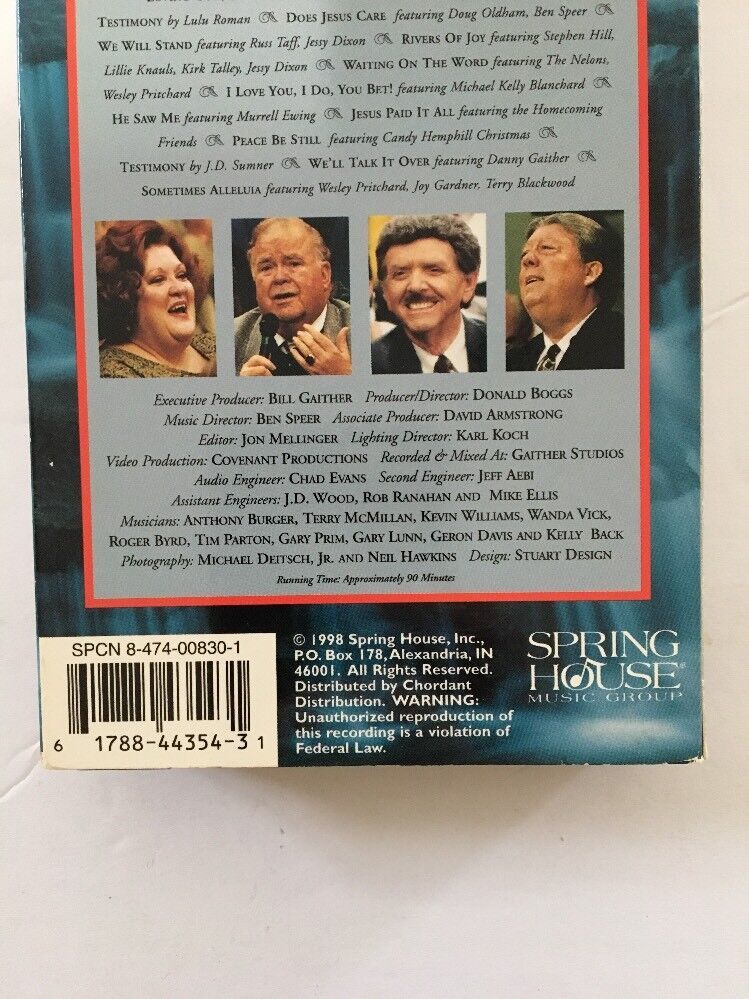 TESTIMONY by Lulu Roman DOES JESUS CARE featuring Doug Oldham, Ben Speer
WE WILL STAND featuring Russ Taff, Jessy Dixon RIVERS OF JOY featuring Stephen Hill,
Lillie Knauls, Kirk Talley, Jessy Dixon WAITING ON THE WORD featuring The Nelons,
Wesley Pritchard I LOVE YOU, I DO, YOU BET! featuring Michael Kelly Blanchard
HE SAW ME featuring Murrell Ewing JESUS PAID IT ALL featuring the Homecoming
Friends PEACE BE STILL featuring Candy Hemphill Christmas
TESTIMONY by J.D. Sumner WE'LL TALK IT OVER featuring Danny Gaither
SOMETIMES ALLELUIA featuring Wesley Pritchard, Joy Gardner, Terry Blackwood
Executive Producer: BILL GAITHER Producer/Director: DONALD BOGGS
Music Director: BEN SPEER Associate Producer: DAVID ARMSTRONG
Editor: JON MELLINGER Lighting Director: KARL KOCH
Video Production: COVENANT PRODUCTIONS Recorded & Mixed At: GAITHER STUDIOS
Audio Engineer: CHAD EVANS Second Engineer: JEFF AEBI
Assistant Engineers: J.D. WOOD, ROB RANAHAN AND MIKE ELLIS
Musicians: ANTHONY BURGER, TERRY MCMILLAN, KEVIN WILLIAMS, WANDA VICK,
ROGER BYRD, TIM PARTON, GARY PRIM, GARY LUNN, GERON DAVIS AND KELLY BACK
Photography: MICHAEL DEITSCH, JR. AND NEIL HAWKINS Design: STUART DESIGN
Running Time: Approximately 90 Minutes
SPCN 8-474-00830-1
6 1788-44354-3 1
© 1998 Spring House, Inc.,
P.O. Box 178, Alexandria, IN
46001. All Rights Reserved.
Distributed by Chordant
Distribution. WARNING:
Unauthorized reproduction of
this recording is a violation of
Federal Law.
SPRING
HOUSE
MUSIC GROUP